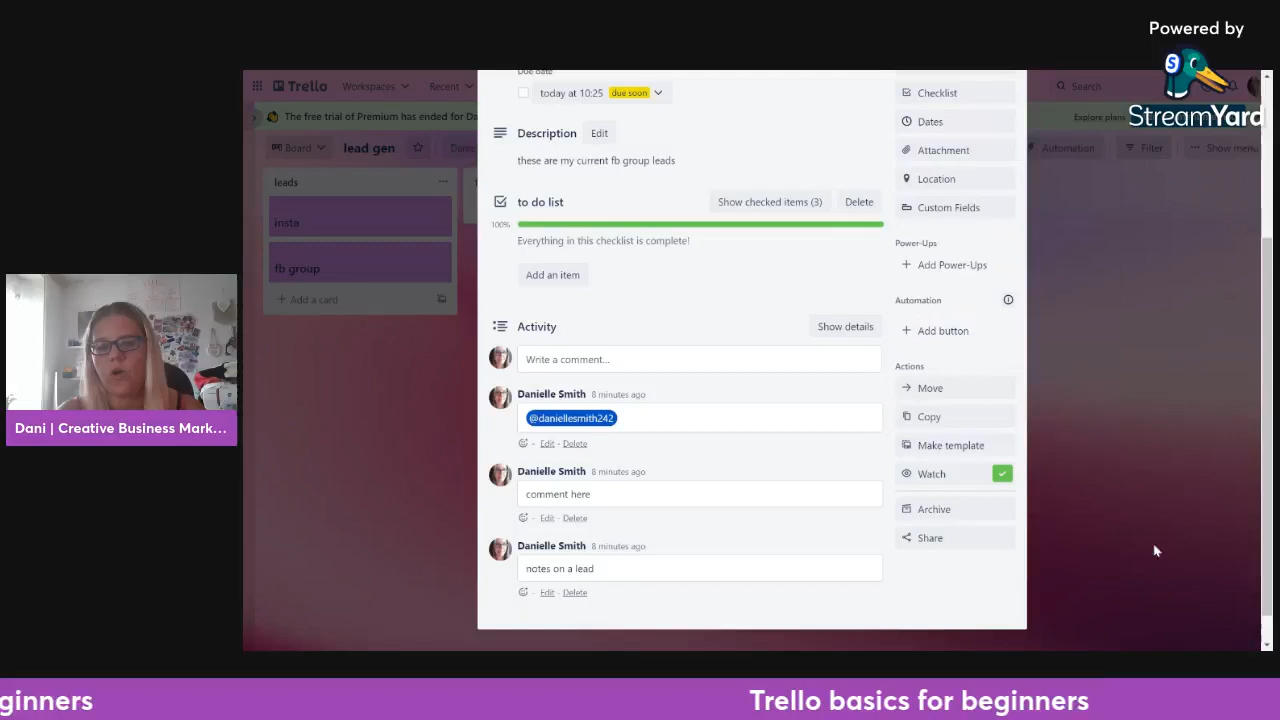 Powered by
StreamYard
Trello
Workspaces
Recent
Search
The free trial of Premium has ended for Da
Explore plans
Board
lead gen
Automation
Filter
Show menu
leads
insta
fb group
Add a card
Due date
today at 10:25
due soon
Description
Edit
these are my current fb group leads
to do list
Show checked items (3)
Delete
100%
Everything in this checklist is complete!
Add an item
Activity
Show details
Write a comment...
Danielle Smith 8 minutes ago
@daniellesmith242
- Edit - Delete
Danielle Smith 8 minutes ago
comment here
- Edit - Delete
Danielle Smith 8 minutes ago
notes on a lead
- Edit - Delete
Checklist
Dates
Attachment
Location
Custom Fields
Power-Ups
Add Power-Ups
Automation
Add button
Actions
Move
Copy
Make template
Watch
Archive
Share
Dani | Creative Business Mark...
ginners
Trello basics for beginners